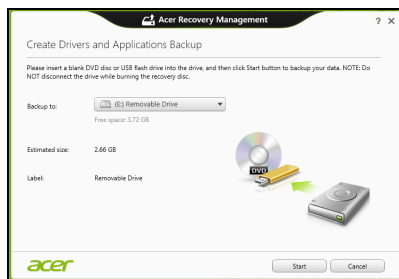 Acer Recovery Management
? ×
Create Drivers and Applications Backup
Please insert a blank DVD disc or USB flash drive into the drive, and then click Start button to backup your data. NOTE: Do
NOT disconnect the drive while burning the recovery disc.
Backup to: (E:) Removable Drive
Free space: 3.72 GB
Estimated size: 2.66 GB
DVD
Label: Removable Drive
acer
Start Cancel